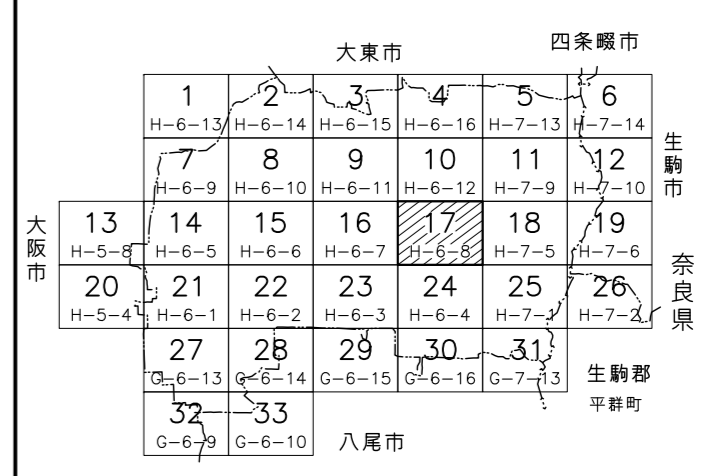 大東市
四条畷市
1 2 3 4 5 6
H-6-13 H-6-14 H-6-15 H-6-16 H-7-13 H-7-14
7 8 9 10 11 12
H-6-9 H-6-10 H-6-11 H-6-12 H-7-9 H-7-10
生駒市
大阪市
13 14 15 16 17 18 19
H-5-8 H-6-5 H-6-6 H-6-7 H-6-8 H-7-5 H-7-6
20 21 22 23 24 25 26
H-5-4 H-6-1 H-6-2 H-6-3 H-6-4 H-7-1 H-7-2
奈良県
27 28 29 30 31
G-6-13 G-6-14 G-6-15 G-6-16 G-7-13
生駒郡
平群町
32 33
G-6-9 G-6-10
八尾市